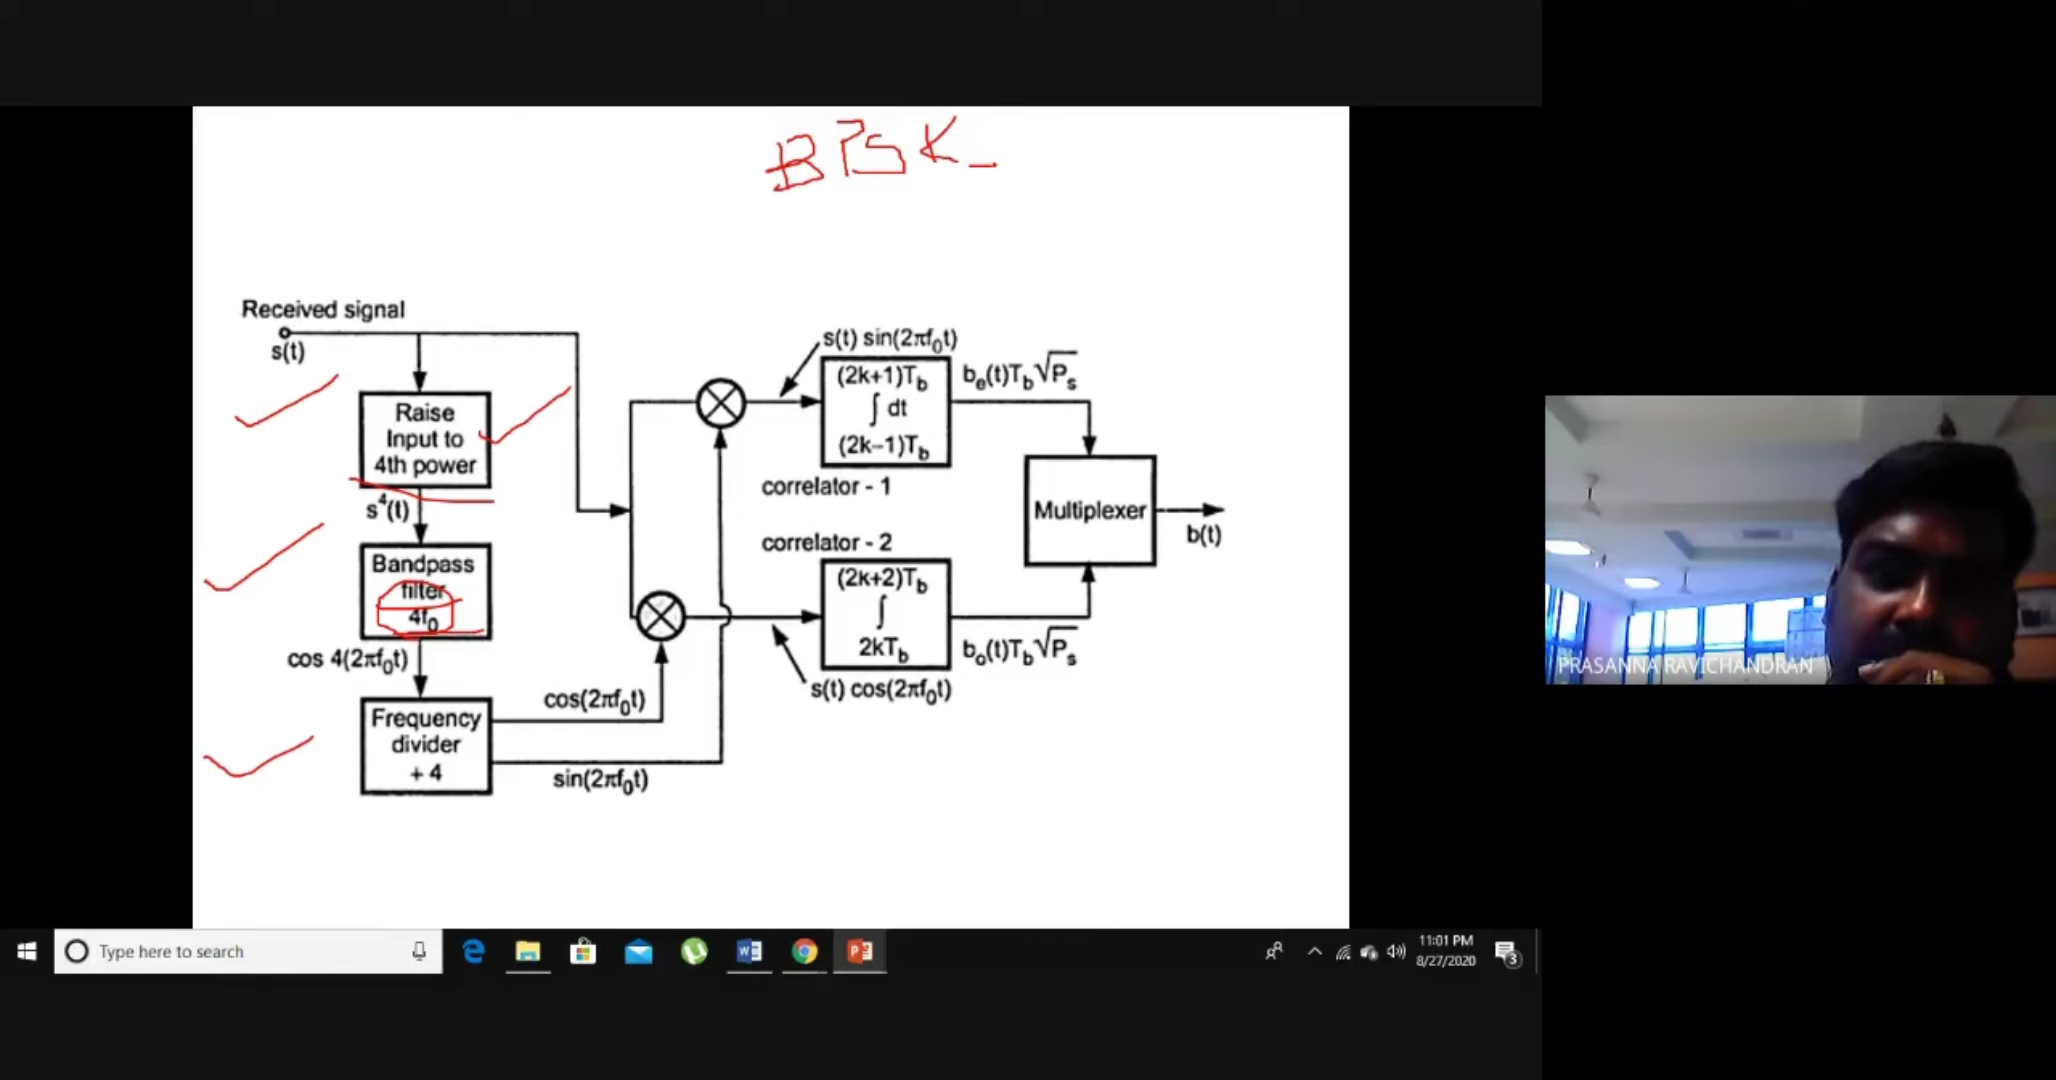 BPSK
Received signal
s(t)
Raise
Input to
4th power
s⁴(t)
Bandpass
filter
4f₀
cos 4(2πf₀t)
Frequency
divider
+ 4
cos(2πf₀t)
sin(2πf₀t)
s(t) sin(2πf₀t)
(2k+1)T_b
∫ dt
(2k–1)T_b
b_e(t)T_b√P_s
correlator - 1
correlator - 2
(2k+2)T_b
∫
2kT_b
b_o(t)T_b√P_s
s(t) cos(2πf₀t)
Multiplexer
b(t)
PRASANNA RAVICHANDRAN
Type here to search
W
P
11:01 PM
8/27/2020
3